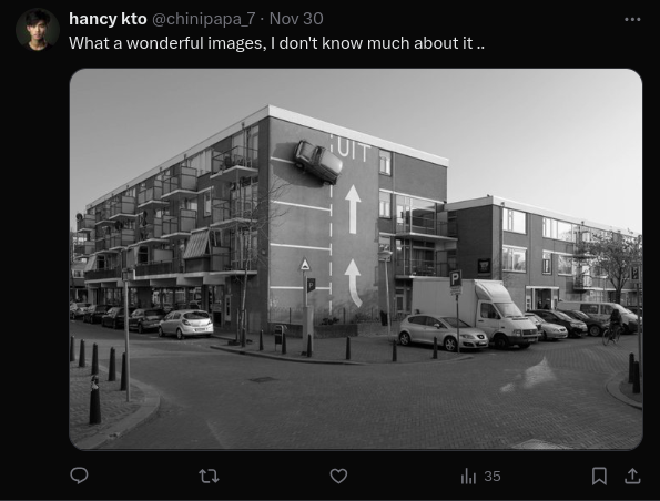 hancy kto @chinipapa_7 · Nov 30
What a wonderful images, I don't know much about it ..
UIT
P
P
35